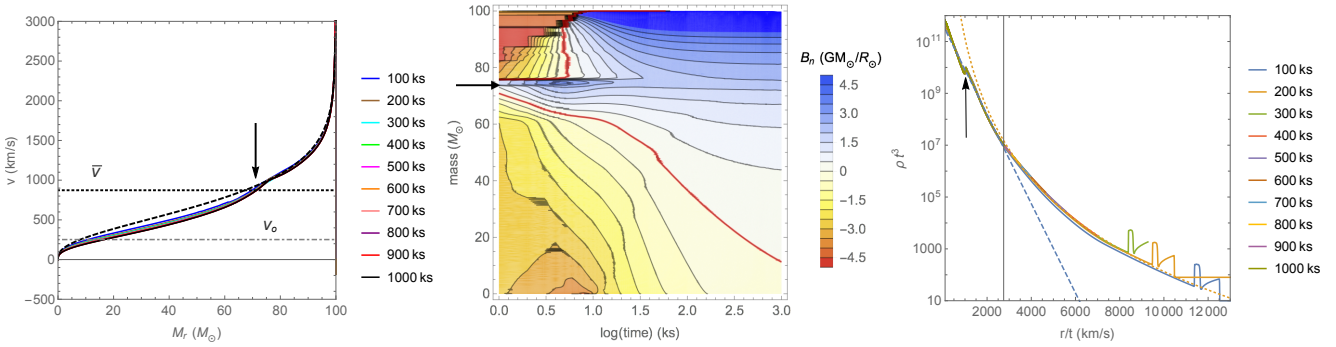 3000
2500
2000
1500
1000
500
0
-500
v (km/s)
V̅
Vₒ
0 20 40 60 80 100
Mᵣ (M☉)
100 ks
200 ks
300 ks
400 ks
500 ks
600 ks
700 ks
800 ks
900 ks
1000 ks
100
80
60
40
20
0
mass (M☉)
0.0 0.5 1.0 1.5 2.0 2.5 3.0
log(time) (ks)
Bₙ (GM☉/R☉)
4.5
3.0
1.5
0
-1.5
-3.0
-4.5
10¹¹
10⁹
10⁷
10⁵
1000
10
ρ t³
2000 4000 6000 8000 10000 12000
r/t (km/s)
100 ks
200 ks
300 ks
400 ks
500 ks
600 ks
700 ks
800 ks
900 ks
1000 ks